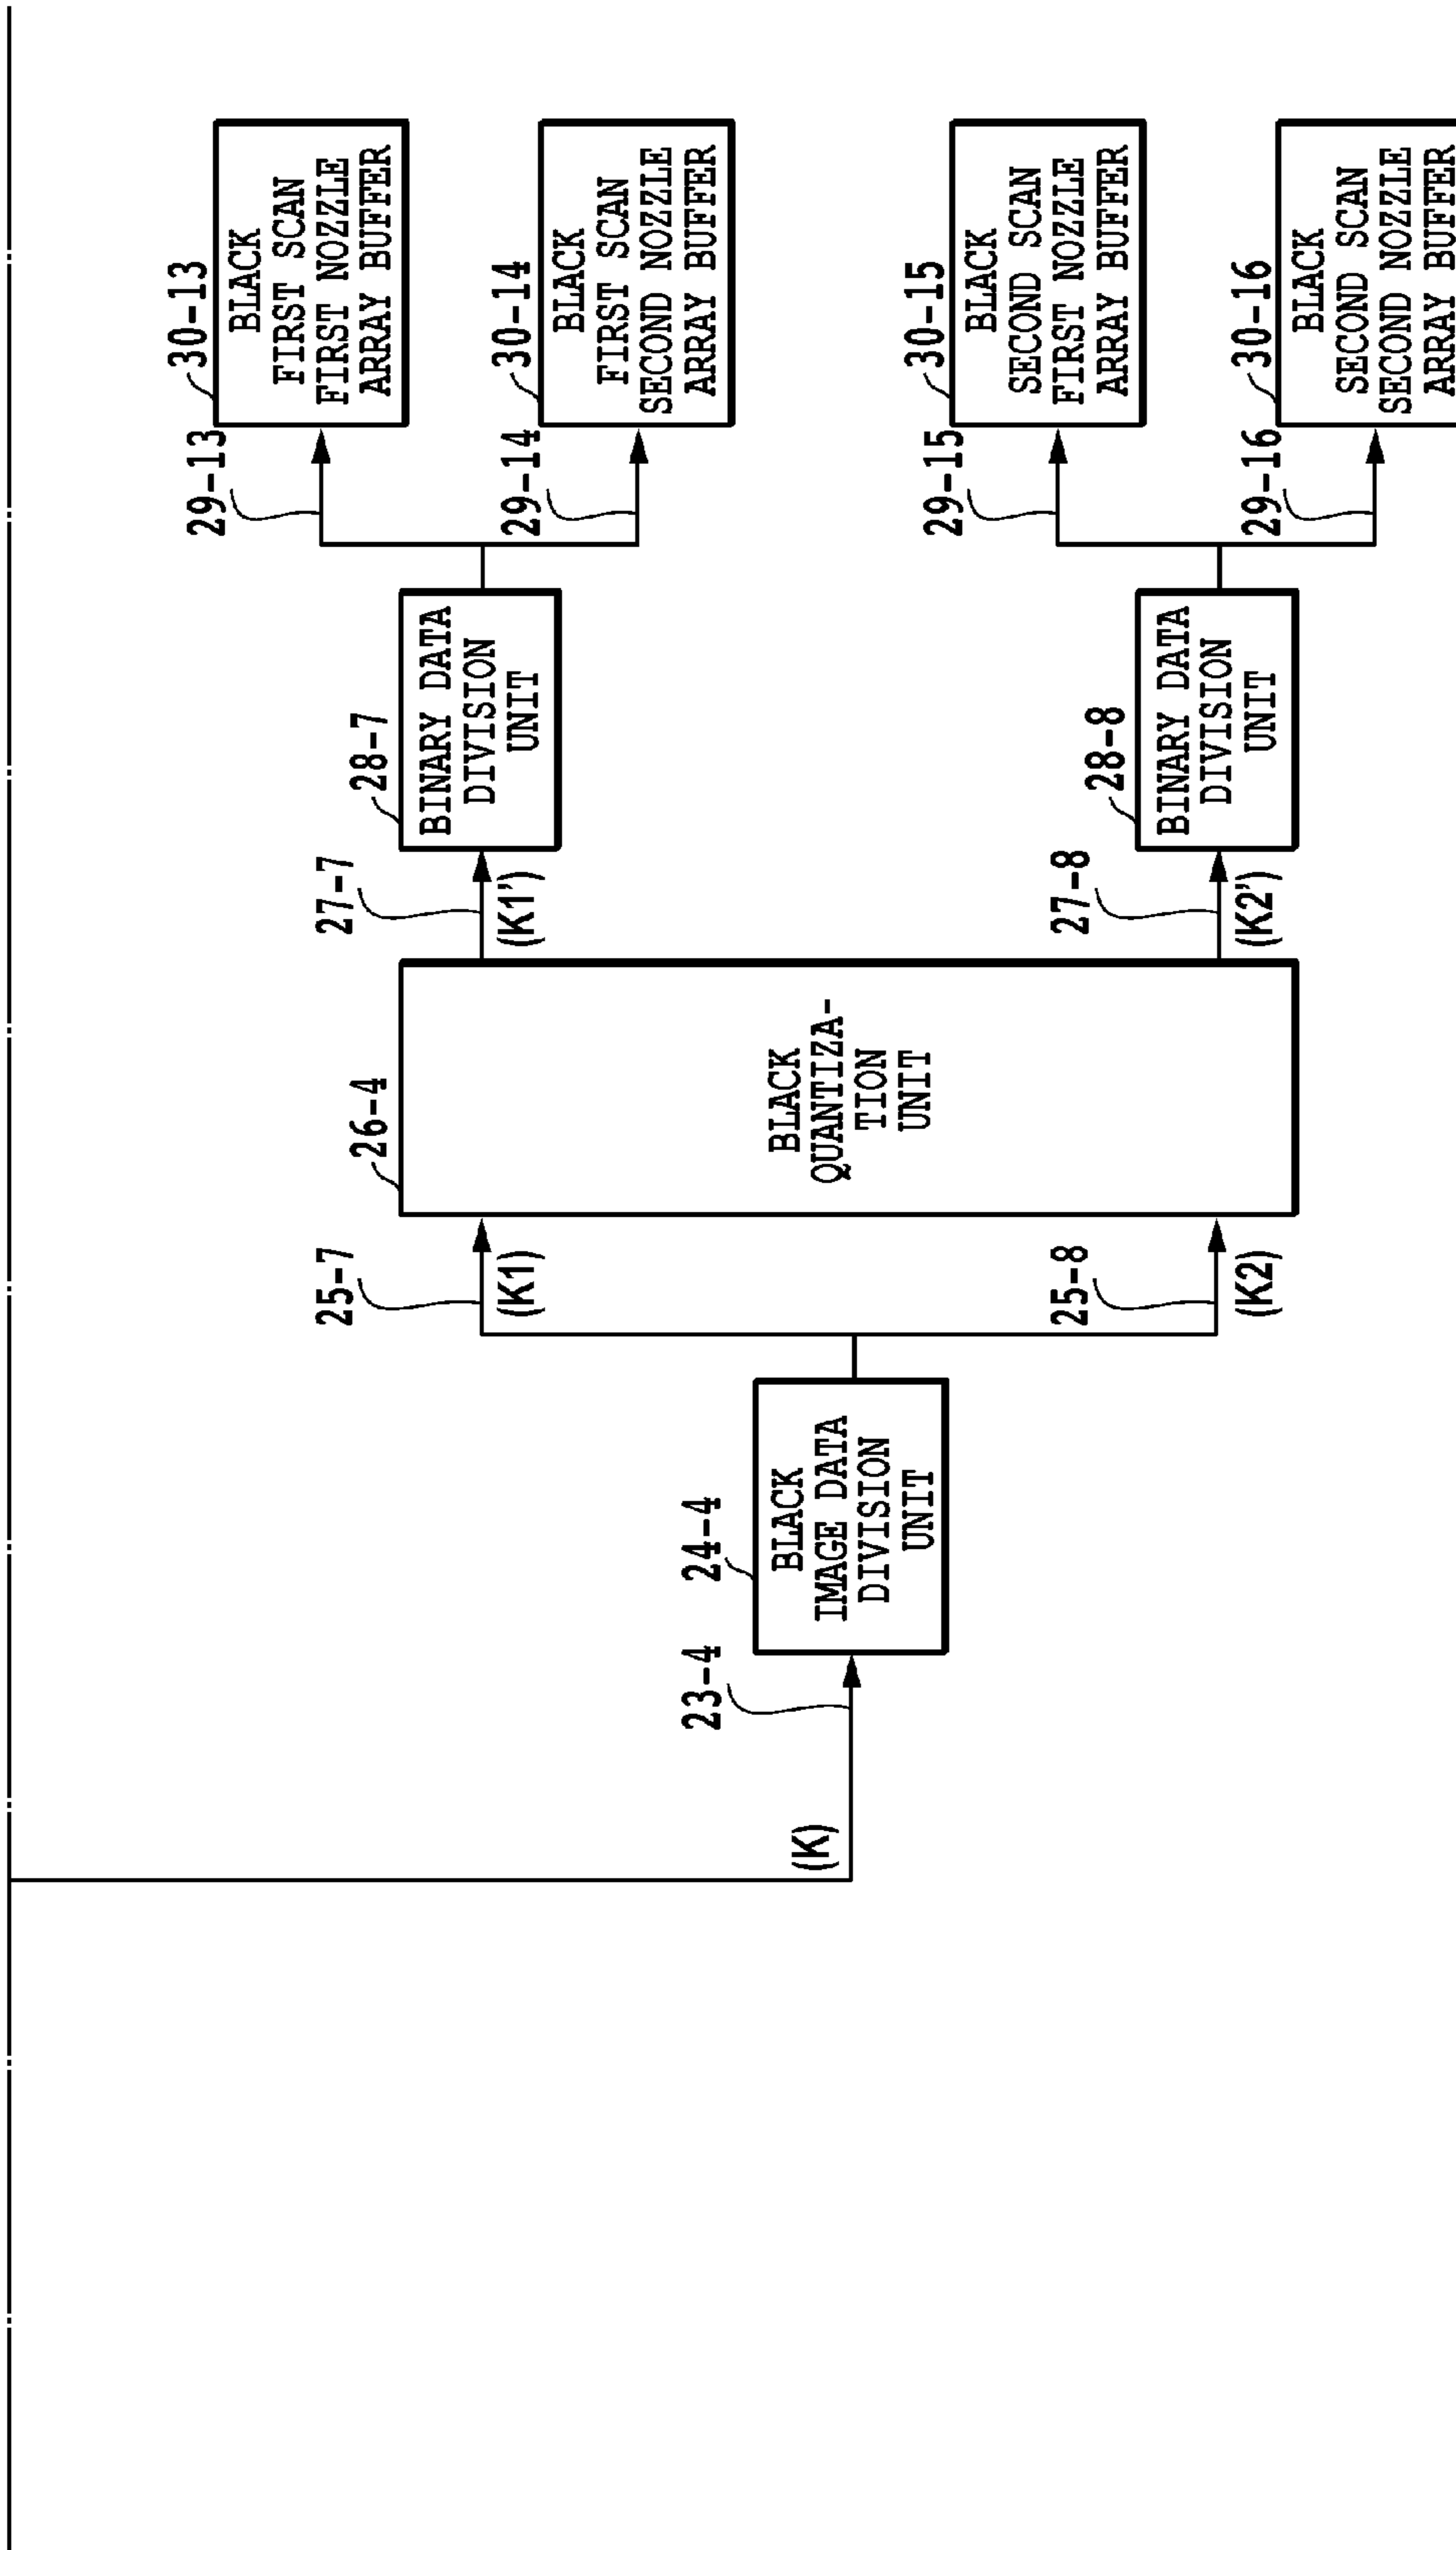 (K)
23-4
24-4
BLACK
IMAGE DATA
DIVISION
UNIT
25-7
(K1)
25-8
(K2)
26-4
BLACK
QUANTIZA-
TION
UNIT
27-7
(K1')
27-8
(K2')
28-7
BINARY DATA
DIVISION
UNIT
28-8
BINARY DATA
DIVISION
UNIT
29-13
29-14
29-15
29-16
30-13
BLACK
FIRST SCAN
FIRST NOZZLE
ARRAY BUFFER
30-14
BLACK
FIRST SCAN
SECOND NOZZLE
ARRAY BUFFER
30-15
BLACK
SECOND SCAN
FIRST NOZZLE
ARRAY BUFFER
30-16
BLACK
SECOND SCAN
SECOND NOZZLE
ARRAY BUFFER